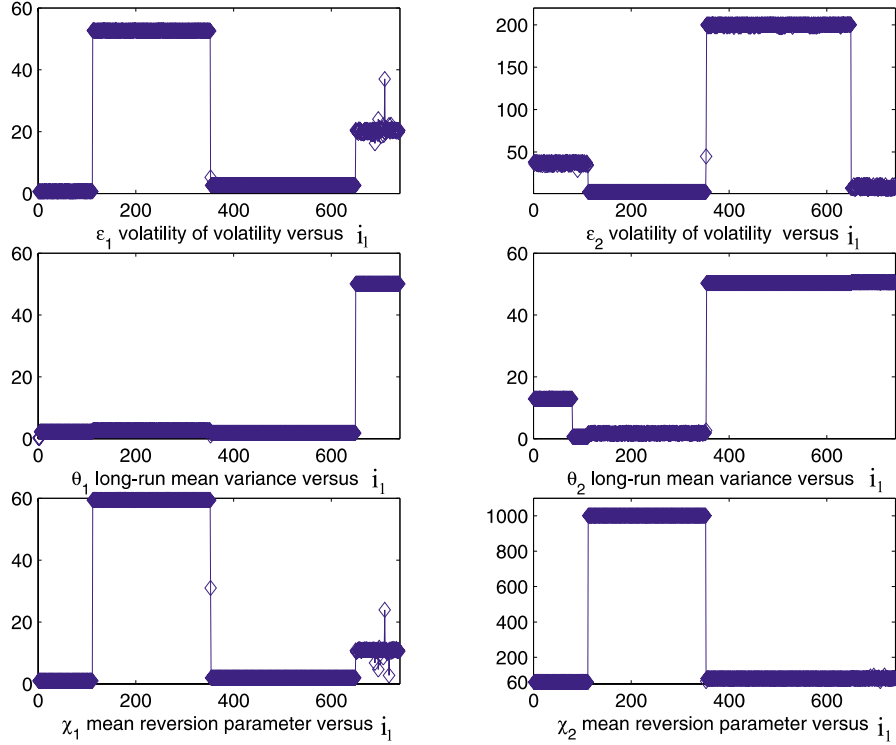 60
40
20
0
0 200 400 600
ε1 volatility of volatility versus i1
200
150
100
50
0 200 400 600
ε2 volatility of volatility versus i1
60
40
20
0
0 200 400 600
θ1 long-run mean variance versus i1
60
40
20
0
0 200 400 600
θ2 long-run mean variance versus i1
60
40
20
0
0 200 400 600
χ1 mean reversion parameter versus i1
1000
800
600
400
200
60
0 200 400 600
χ2 mean reversion parameter versus i1